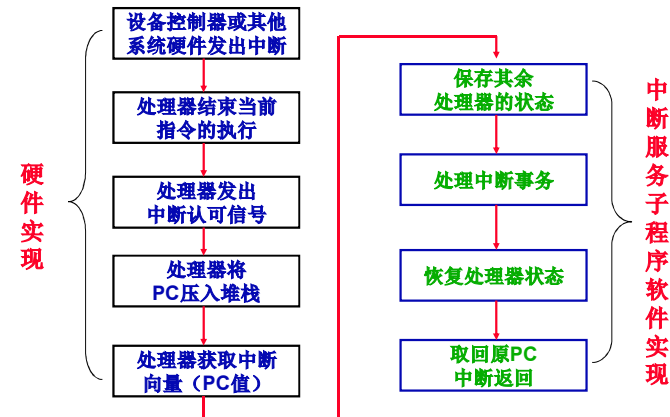 硬件实现
设备控制器或其他
系统硬件发出中断
处理器结束当前
指令的执行
处理器发出
中断认可信号
处理器将
PC压入堆栈
处理器获取中断
向量（PC值）
保存其余
处理器的状态
处理中断事务
恢复处理器状态
取回原PC
中断返回
中断服务子程序软件实现